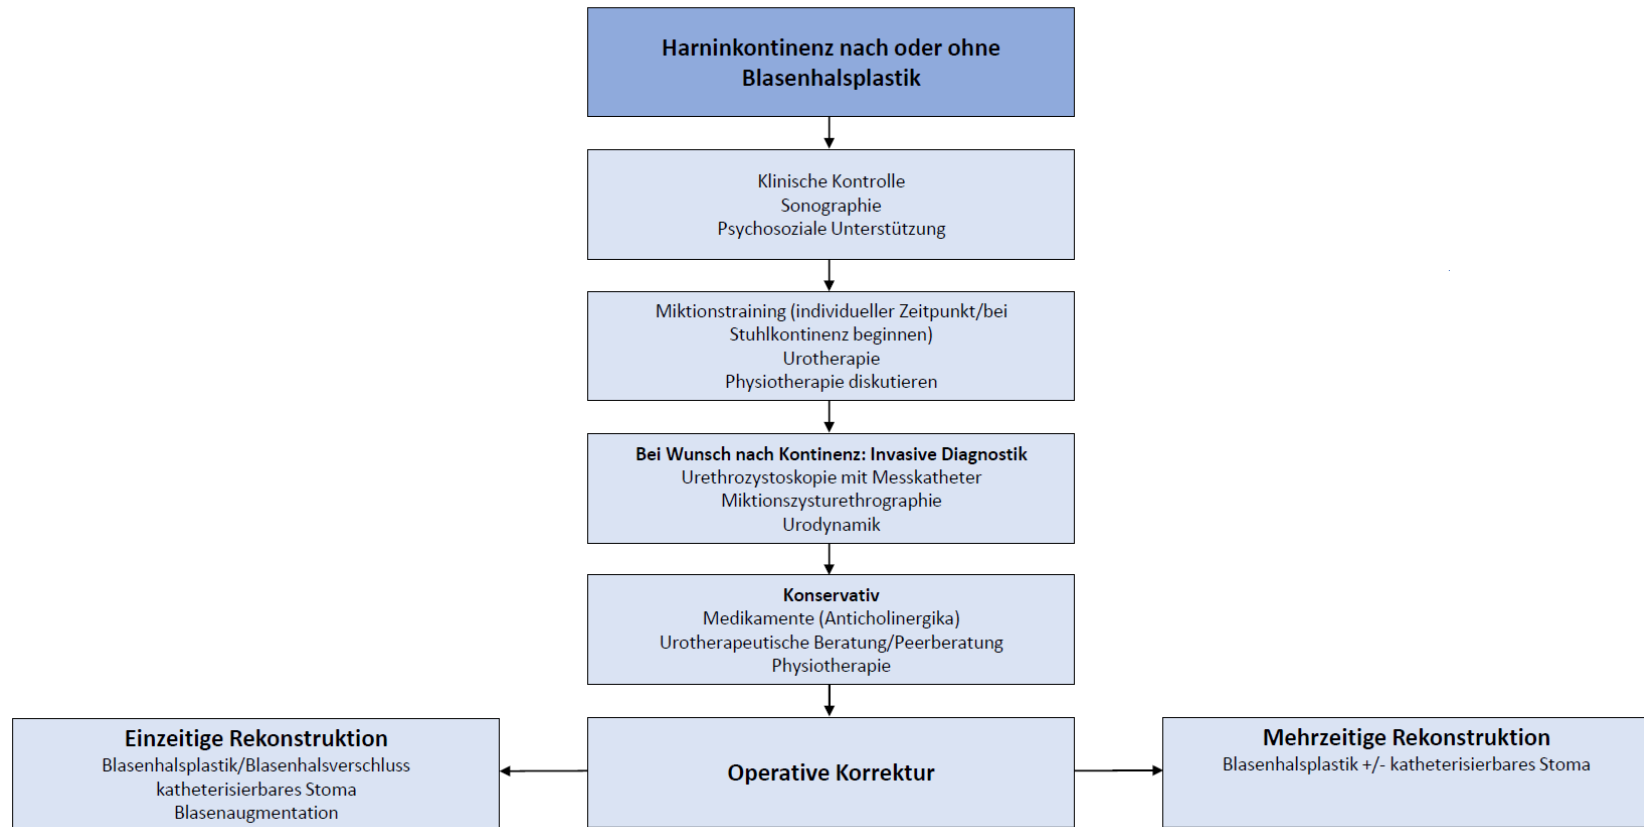 Harninkontinenz nach oder ohne
Blasenhalsplastik
Klinische Kontrolle
Sonographie
Psychosoziale Unterstützung
Miktionstraining (individueller Zeitpunkt/bei
Stuhlkontinenz beginnen)
Urotherapie
Physiotherapie diskutieren
Bei Wunsch nach Kontinenz: Invasive Diagnostik
Urethrozystoskopie mit Messkatheter
Miktionszysturethrographie
Urodynamik
Konservativ
Medikamente (Anticholinergika)
Urotherapeutische Beratung/Peerberatung
Physiotherapie
Einzeitige Rekonstruktion
Blasenhalsplastik/Blasenhalsverschluss
katheterisierbares Stoma
Blasenaugmentation
Operative Korrektur
Mehrzeitige Rekonstruktion
Blasenhalsplastik +/- katheterisierbares Stoma